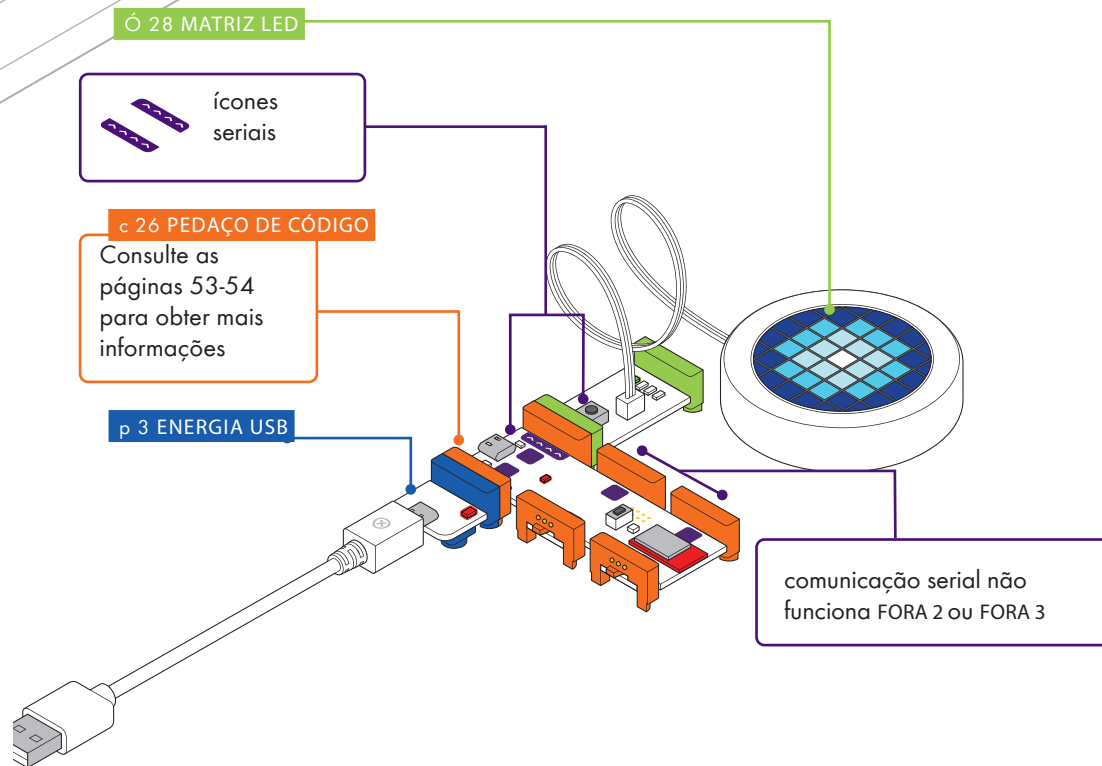 Ó 28 MATRIZ LED
ícones
seriais
c 26 PEDAÇO DE CÓDIGO
Consulte as
páginas 53-54
para obter mais
informações
p 3 ENERGIA USB
comunicação serial não
funciona FORA 2 ou FORA 3